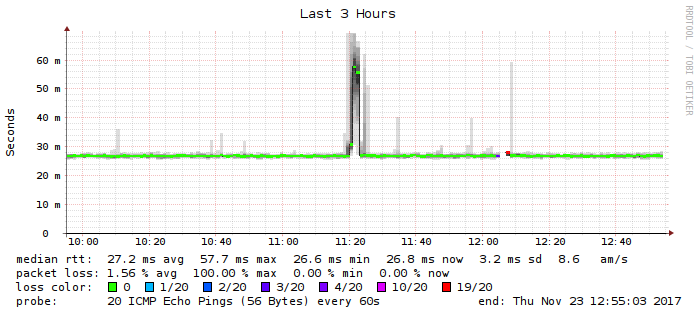 Last 3 Hours
RRDTOOL / TOBI OETIKER
Seconds
60 m
50 m
40 m
30 m
20 m
10 m
0
10:00 10:20 10:40 11:00 11:20 11:40 12:00 12:20 12:40
median rtt: 27.2 ms avg 57.7 ms max 26.6 ms min 26.8 ms now 3.2 ms sd 8.6 am/s
packet loss: 1.56 % avg 100.00 % max 0.00 % min 0.00 % now
loss color: 0 1/20 2/20 3/20 4/20 10/20 19/20
probe: 20 ICMP Echo Pings (56 Bytes) every 60s end: Thu Nov 23 12:55:03 2017